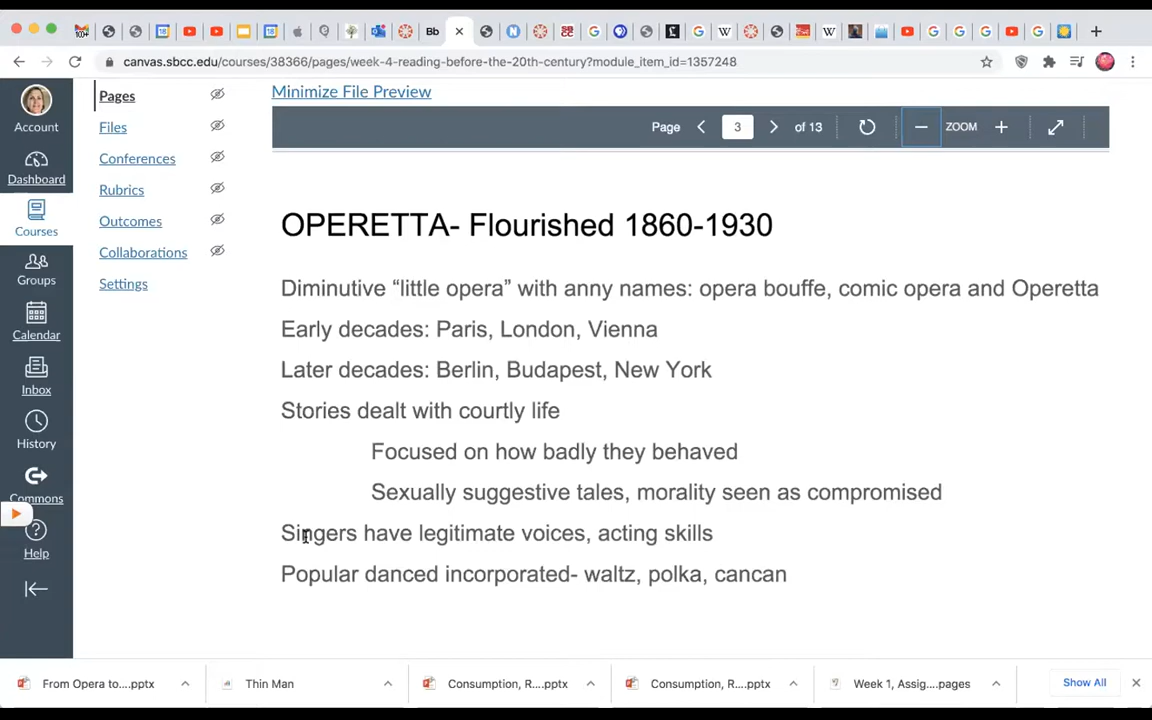 canvas.sbcc.edu/courses/38366/pages/week-4-reading-before-the-20th-century?module_item_id=1357248
Account
Dashboard
Courses
Groups
Calendar
Inbox
History
Commons
Help
Pages
Files
Conferences
Rubrics
Outcomes
Collaborations
Settings
Minimize File Preview
Page 3 of 13 ZOOM
OPERETTA- Flourished 1860-1930
Diminutive “little opera” with anny names: opera bouffe, comic opera and Operetta
Early decades: Paris, London, Vienna
Later decades: Berlin, Budapest, New York
Stories dealt with courtly life
Focused on how badly they behaved
Sexually suggestive tales, morality seen as compromised
Singers have legitimate voices, acting skills
Popular danced incorporated- waltz, polka, cancan
From Opera to....pptx
Thin Man
Consumption, R....pptx
Consumption, R....pptx
Week 1, Assig....pages
Show All